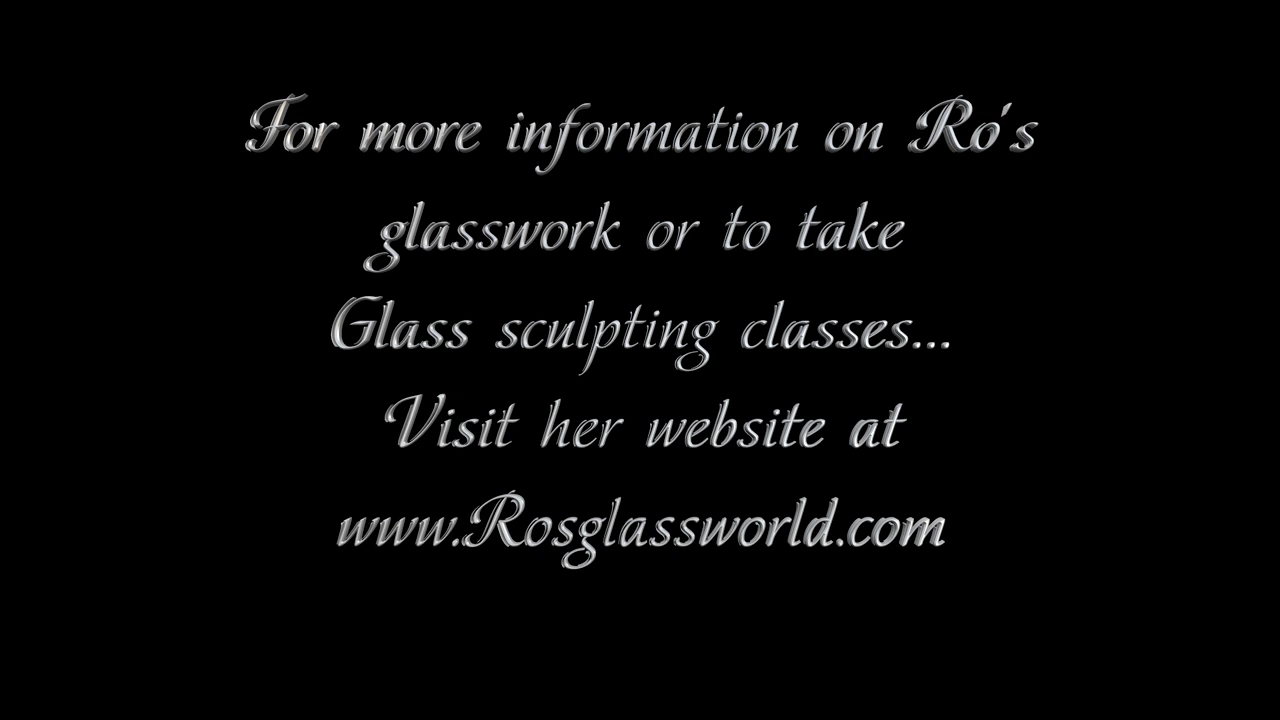 For more information on Ro's
glasswork or to take
Glass sculpting classes...
Visit her website at
www.Rosglassworld.com